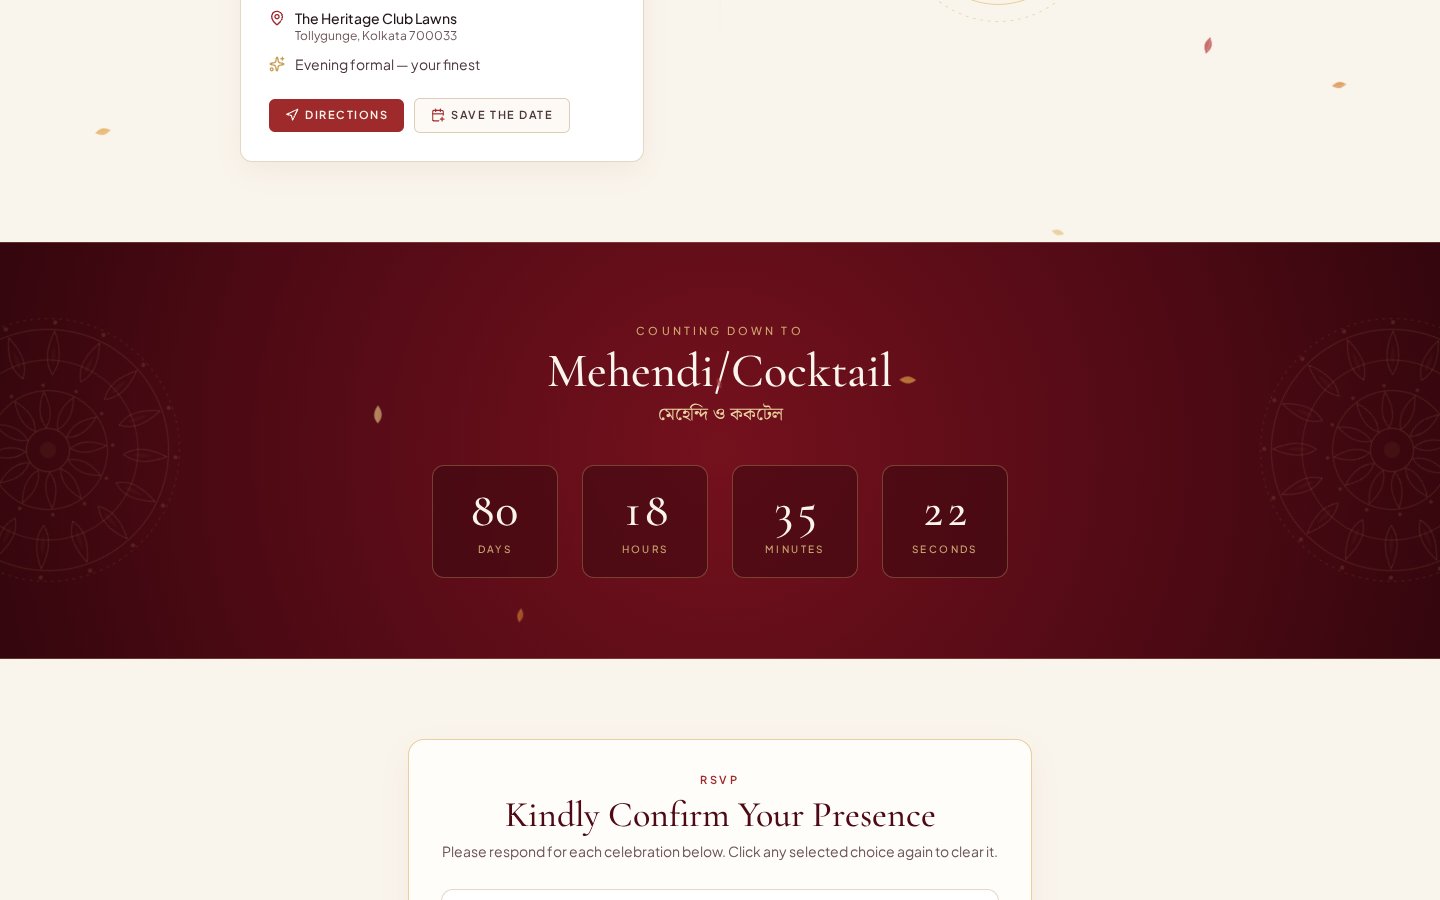 The Heritage Club Lawns
Tollygunge, Kolkata 700033
Evening formal — your finest
DIRECTIONS
SAVE THE DATE
COUNTING DOWN TO
Mehendi/Cocktail
মেহেন্দি ও ককটেল
80
DAYS
18
HOURS
35
MINUTES
22
SECONDS
RSVP
Kindly Confirm Your Presence
Please respond for each celebration below. Click any selected choice again to clear it.